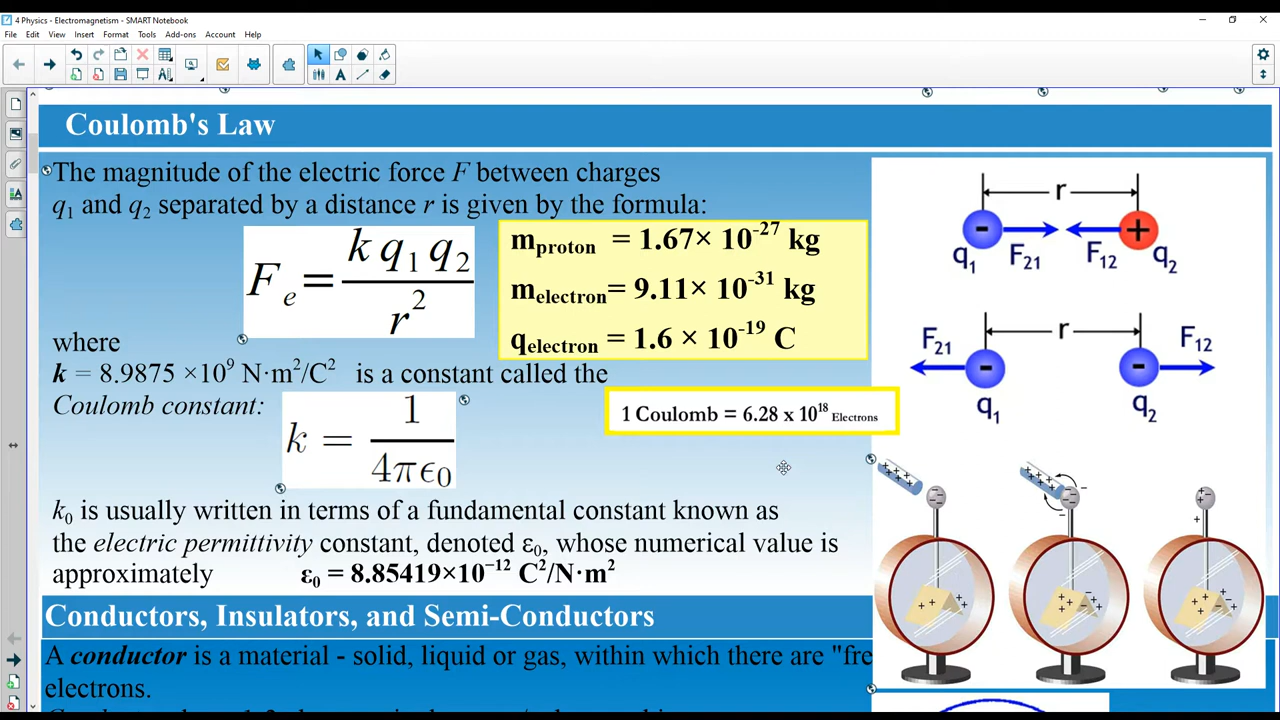 4 Physics - Electromagnetism - SMART Notebook
File Edit View Insert Format Tools Add-ons Account Help
Coulomb's Law
The magnitude of the electric force F between charges
q₁ and q₂ separated by a distance r is given by the formula:
Fₑ = k q₁ q₂ / r²
m_proton = 1.67× 10⁻²⁷ kg
m_electron= 9.11× 10⁻³¹ kg
q_electron = 1.6 × 10⁻¹⁹ C
where
k = 8.9875 ×10⁹ N·m²/C² is a constant called the
Coulomb constant:
k = 1 / 4πϵ₀
1 Coulomb = 6.28 x 10¹⁸ Electrons
k₀ is usually written in terms of a fundamental constant known as
the electric permittivity constant, denoted ε₀, whose numerical value is
approximately ε₀ = 8.85419×10⁻¹² C²/N·m²
r
- +
q₁ F₂₁ F₁₂ q₂
r
F₂₁ - - F₁₂
q₁ q₂
Conductors, Insulators, and Semi-Conductors
A conductor is a material - solid, liquid or gas, within which there are "fre
electrons.